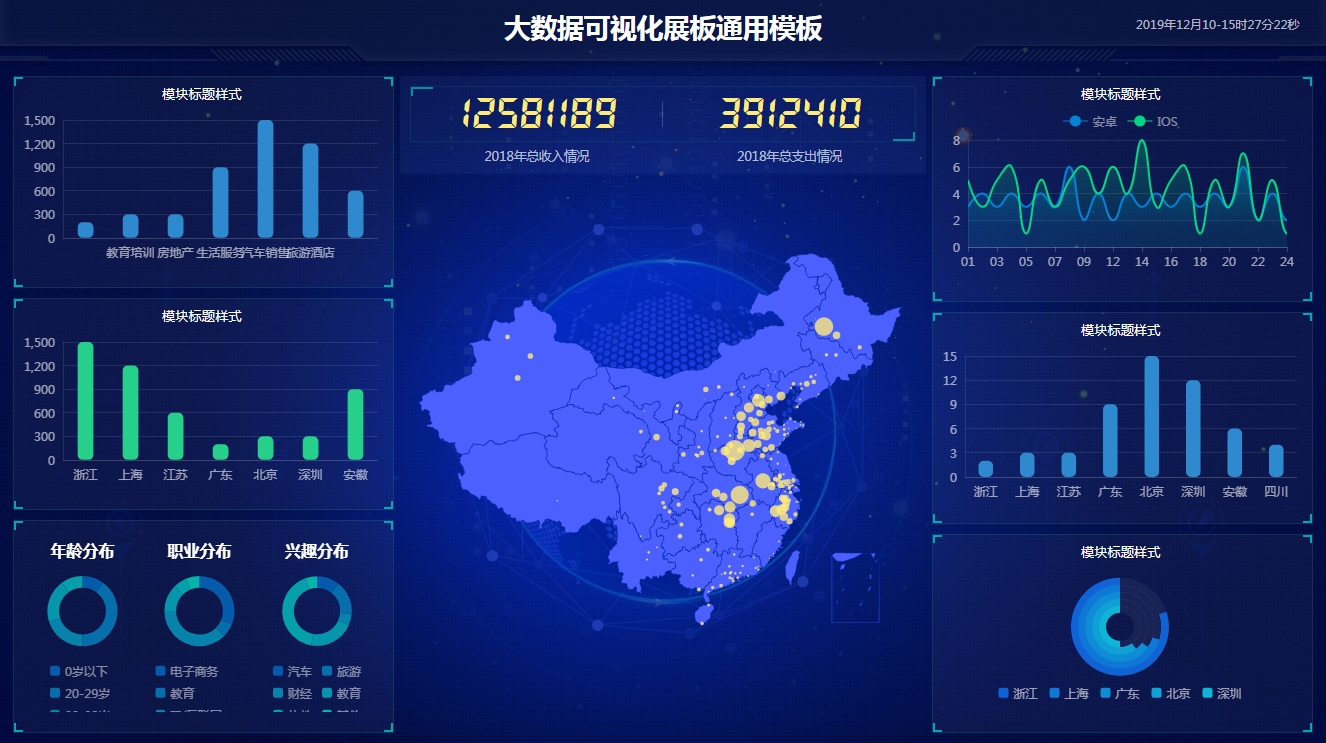 大数据可视化展板通用模板
2019年12月10-15时27分22秒
模块标题样式
1,500
1,200
900
600
300
0
教育培训 房地产 生活服务 汽车销售 旅游酒店
模块标题样式
1,500
1,200
900
600
300
0
浙江 上海 江苏 广东 北京 深圳 安徽
年龄分布 职业分布 兴趣分布
0岁以下 电子商务 汽车 旅游
20-29岁 教育 财经 教育
12581189 3912410
2018年总收入情况 2018年总支出情况
模块标题样式
安卓 IOS
8
6
4
2
0
01 03 05 07 09 12 14 16 18 20 22 24
模块标题样式
15
12
9
6
3
0
浙江 上海 江苏 广东 北京 深圳 安徽 四川
模块标题样式
浙江 上海 广东 北京 深圳